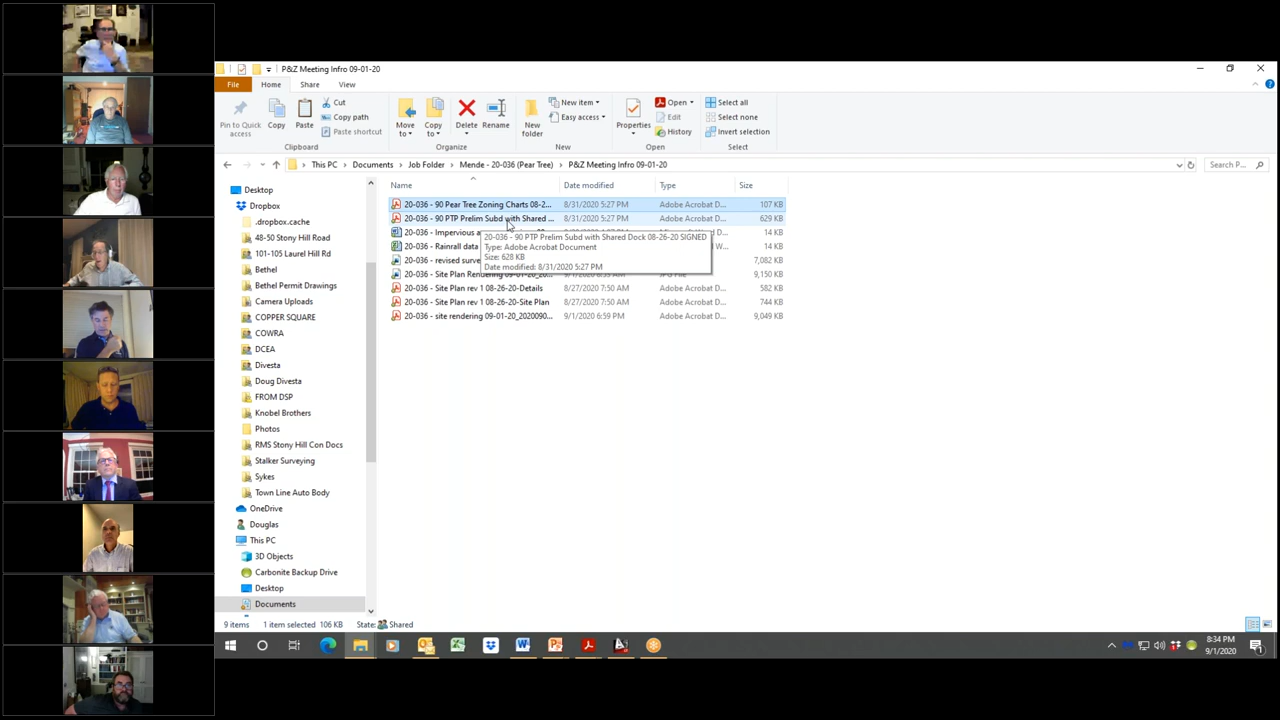 P&Z Meeting Infro 09-01-20
File Home Share View
Pin to Quick access
Copy
Paste
Cut
Copy path
Paste shortcut
Move to
Copy to
Delete
Rename
New folder
New item
Easy access
Properties
Open
Edit
History
Select all
Select none
Invert selection
Clipboard Organize New Open Select
This PC > Documents > Job Folder > Mende - 20-036 (Pear Tree) > P&Z Meeting Infro 09-01-20
Search P...
Name Date modified Type Size
20-036 - 90 Pear Tree Zoning Charts 08-2... 8/31/2020 5:27 PM Adobe Acrobat D... 107 KB
20-036 - 90 PTP Prelim Subd with Shared ... 8/31/2020 5:27 PM Adobe Acrobat D... 629 KB
20-036 - Impervious a 14 KB
20-036 - Rainrall data 14 KB
20-036 - revised surve 7,082 KB
20-036 - Site Plan Rendering 9,150 KB
20-036 - Site Plan rev 1 08-26-20-Details 8/27/2020 7:50 AM Adobe Acrobat D... 582 KB
20-036 - Site Plan rev 1 08-26-20-Site Plan 8/27/2020 7:50 AM Adobe Acrobat D... 744 KB
20-036 - site rendering 09-01-20_2020090... 9/1/2020 6:59 PM Adobe Acrobat D... 9,049 KB
20-036 - 90 PTP Prelim Subd with Shared Dock 08-26-20 SIGNED
Type: Adobe Acrobat Document
Size: 628 KB
Date modified: 8/31/2020 5:27 PM
Desktop
Dropbox
.dropbox.cache
48-50 Stony Hill Road
101-105 Laurel Hill Rd
Bethel
Bethel Permit Drawings
Camera Uploads
COPPER SQUARE
COWRA
DCEA
Divesta
Doug Divesta
FROM DSP
Knobel Brothers
Photos
RMS Stony Hill Con Docs
Stalker Surveying
Sykes
Town Line Auto Body
OneDrive
Douglas
This PC
3D Objects
Carbonite Backup Drive
Desktop
Documents
9 items 1 item selected 106 KB State: Shared
8:34 PM
9/1/2020